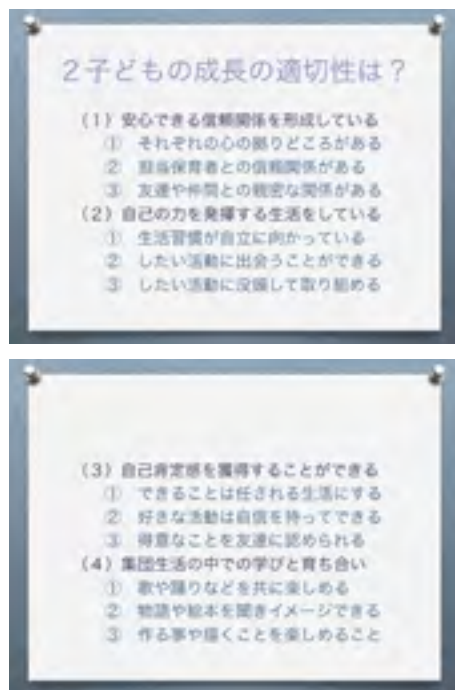 2子どもの成長の適切性は？
（1）安心できる信頼関係を形成している
① それぞれの心の拠りどころがある
② 担当保育者との信頼関係がある
③ 友達や仲間との親密な関係がある
（2）自己の力を発揮する生活をしている
① 生活習慣が自立に向かっている
② したい活動に出会うことができる
③ したい活動に没頭して取り組める
（3）自己肯定感を獲得することができる
① できることは任される生活にする
② 好きな活動は自信を持ってできる
③ 得意なことを友達に認められる
（4）集団生活の中での学びと育ち合い
① 歌や踊りなどを共に楽しめる
② 物語や絵本を聞きイメージできる
③ 作る事や描くことを楽しめること